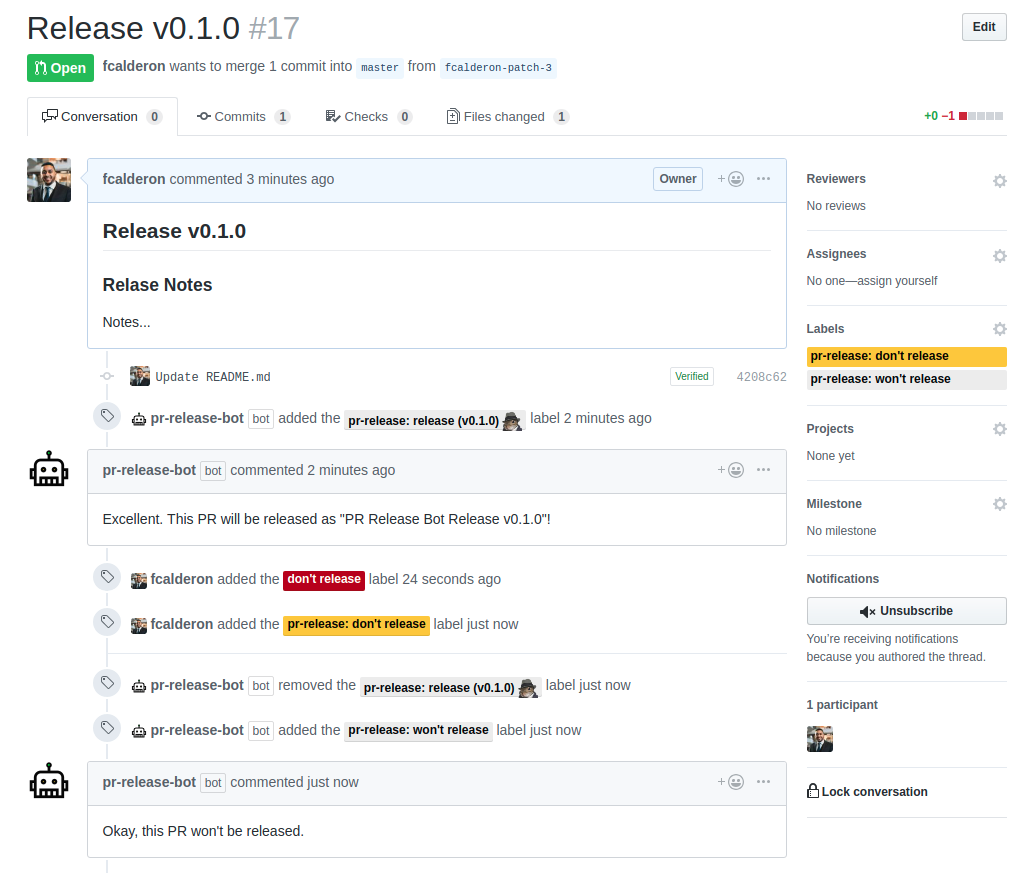 Release v0.1.0 #17
Edit
Open fcalderon wants to merge 1 commit into master from fcalderon-patch-3
Conversation 0 Commits 1 Checks 0 Files changed 1 +0 −1
fcalderon commented 3 minutes ago Owner
Release v0.1.0
Relase Notes
Notes...
Update README.md Verified 4208c62
pr-release-bot bot added the pr-release: release (v0.1.0) label 2 minutes ago
pr-release-bot bot commented 2 minutes ago
Excellent. This PR will be released as "PR Release Bot Release v0.1.0"!
fcalderon added the don't release label 24 seconds ago
fcalderon added the pr-release: don't release label just now
pr-release-bot bot removed the pr-release: release (v0.1.0) label just now
pr-release-bot bot added the pr-release: won't release label just now
pr-release-bot bot commented just now
Okay, this PR won't be released.
Reviewers
No reviews
Assignees
No one—assign yourself
Labels
pr-release: don't release
pr-release: won't release
Projects
None yet
Milestone
No milestone
Notifications
Unsubscribe
You're receiving notifications
because you authored the thread.
1 participant
Lock conversation